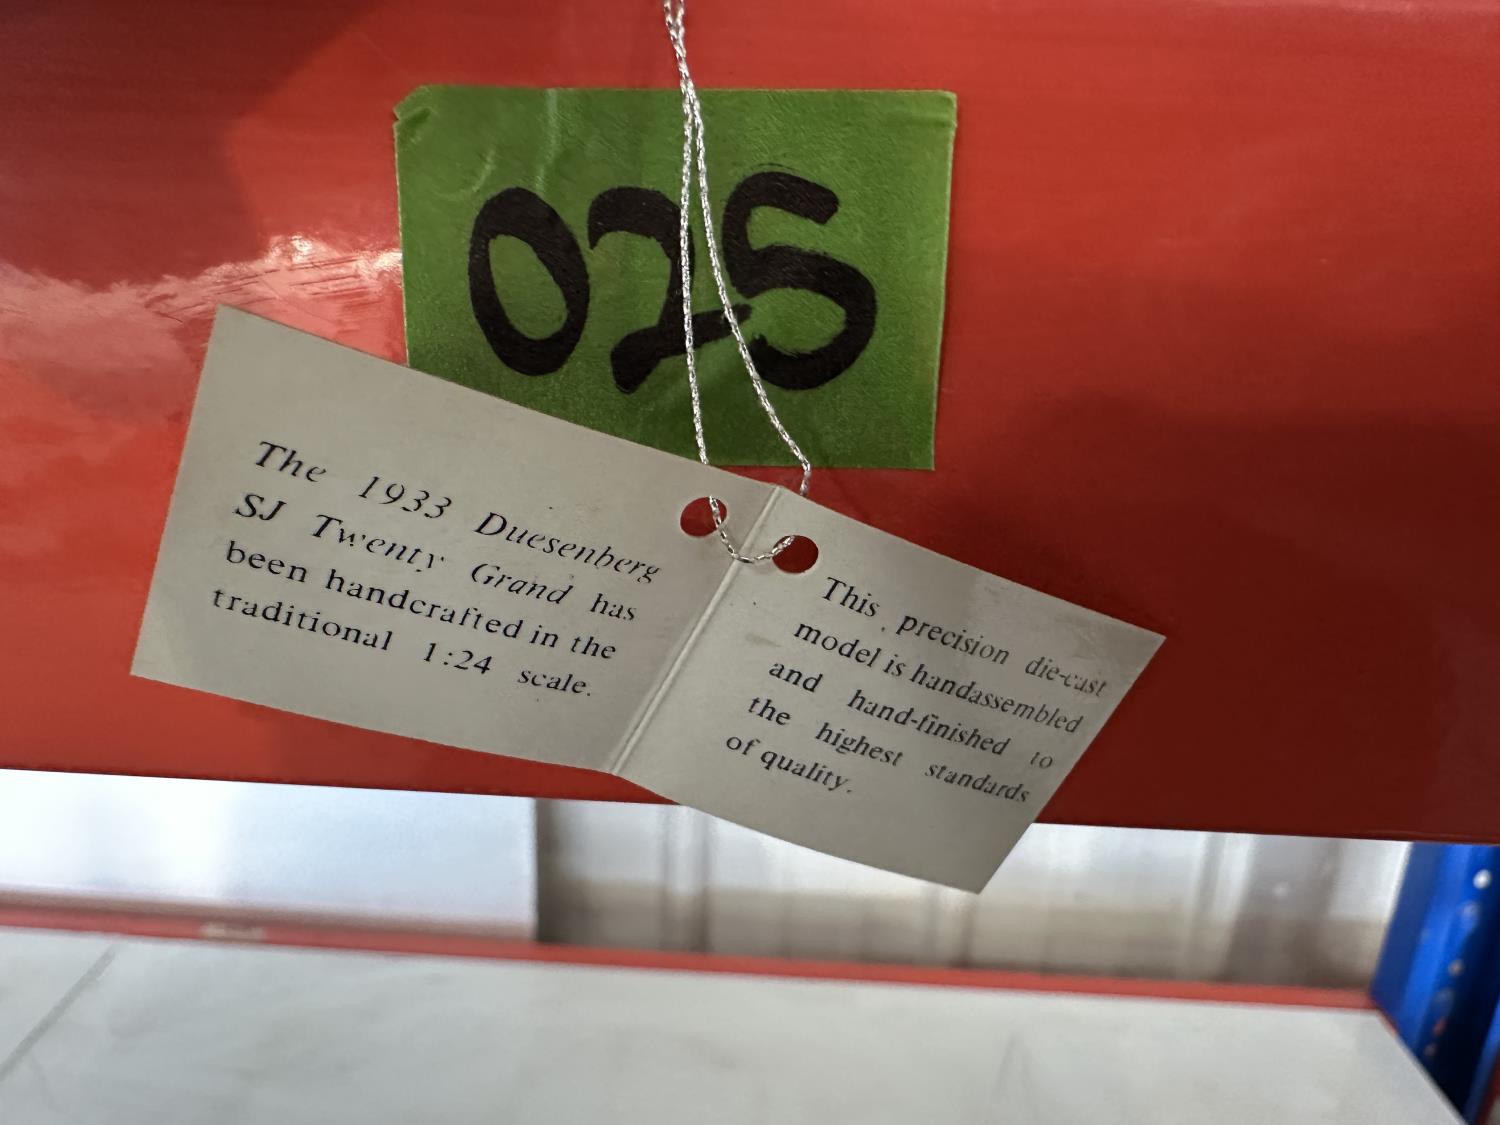 025
The 1933 Duesenberg
SJ Twenty Grand has
been handcrafted in the
traditional 1:24 scale.
This precision die-cast
model is handassembled
and hand-finished to
the highest standards
of quality.